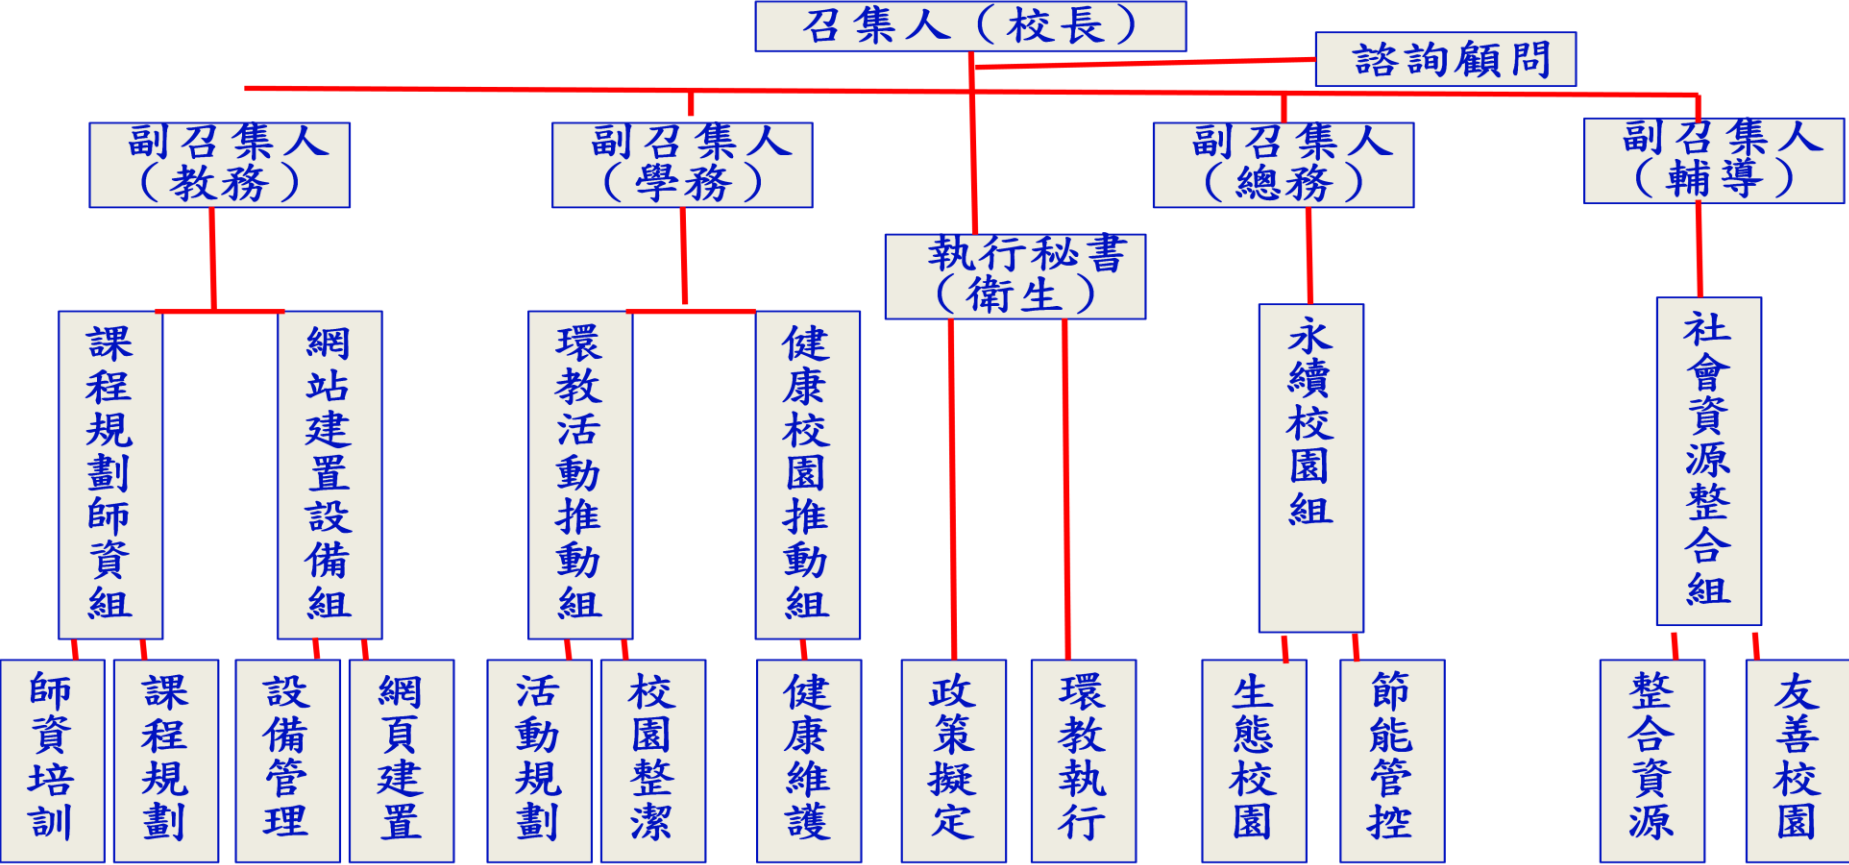 召集人（校長）
諮詢顧問
副召集人
（教務）
副召集人
（學務）
副召集人
（總務）
副召集人
（輔導）
執行秘書
（衛生）
課程規劃師資組
網站建置設備組
環教活動推動組
健康校園推動組
永續校園組
社會資源整合組
師資培訓
課程規劃
設備管理
網頁建置
活動規劃
校園整潔
健康維護
政策擬定
環教執行
生態校園
節能管控
整合資源
友善校園